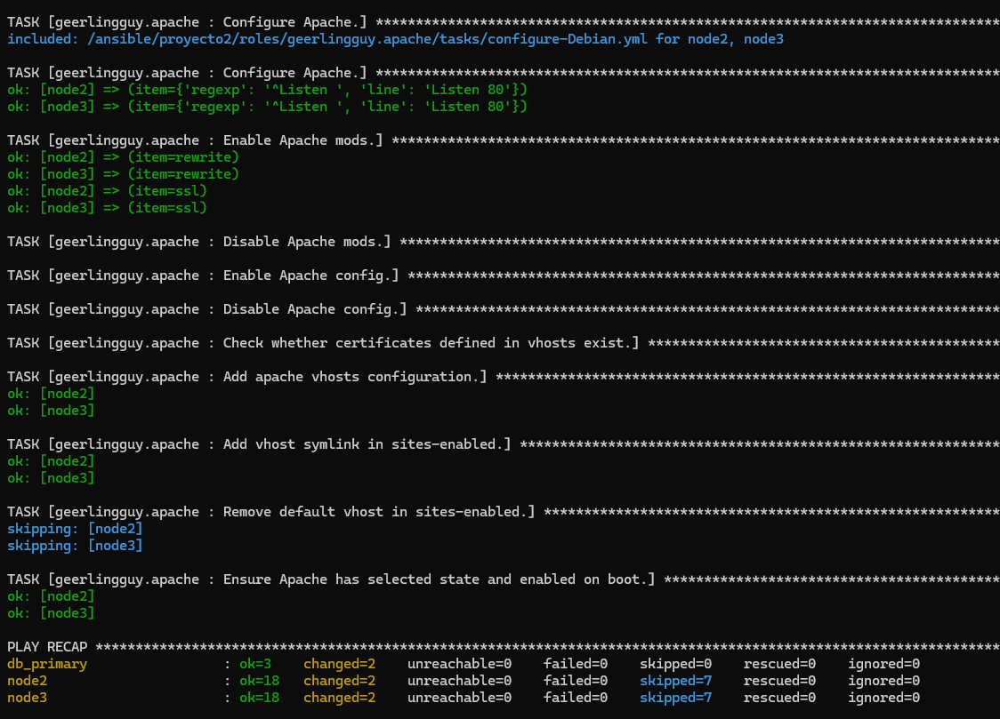 TASK [geerlingguy.apache : Configure Apache.] ******************************************************************************
included: /ansible/proyecto2/roles/geerlingguy.apache/tasks/configure-Debian.yml for node2, node3
TASK [geerlingguy.apache : Configure Apache.] ******************************************************************************
ok: [node2] => (item={'regexp': '^Listen ', 'line': 'Listen 80'})
ok: [node3] => (item={'regexp': '^Listen ', 'line': 'Listen 80'})
TASK [geerlingguy.apache : Enable Apache mods.] ****************************************************************************
ok: [node2] => (item=rewrite)
ok: [node3] => (item=rewrite)
ok: [node2] => (item=ssl)
ok: [node3] => (item=ssl)
TASK [geerlingguy.apache : Disable Apache mods.] ***************************************************************************
TASK [geerlingguy.apache : Enable Apache config.] **************************************************************************
TASK [geerlingguy.apache : Disable Apache config.] *************************************************************************
TASK [geerlingguy.apache : Check whether certificates defined in vhosts exist.] ********************************************
TASK [geerlingguy.apache : Add apache vhosts configuration.] ***************************************************************
ok: [node2]
ok: [node3]
TASK [geerlingguy.apache : Add vhost symlink in sites-enabled.] ************************************************************
ok: [node2]
ok: [node3]
TASK [geerlingguy.apache : Remove default vhost in sites-enabled.] *********************************************************
skipping: [node2]
skipping: [node3]
TASK [geerlingguy.apache : Ensure Apache has selected state and enabled on boot.] ******************************************
ok: [node2]
ok: [node3]
PLAY RECAP *****************************************************************************************************************
db_primary                 : ok=3    changed=2    unreachable=0    failed=0    skipped=0    rescued=0    ignored=0
node2                      : ok=18   changed=2    unreachable=0    failed=0    skipped=7    rescued=0    ignored=0
node3                      : ok=18   changed=2    unreachable=0    failed=0    skipped=7    rescued=0    ignored=0